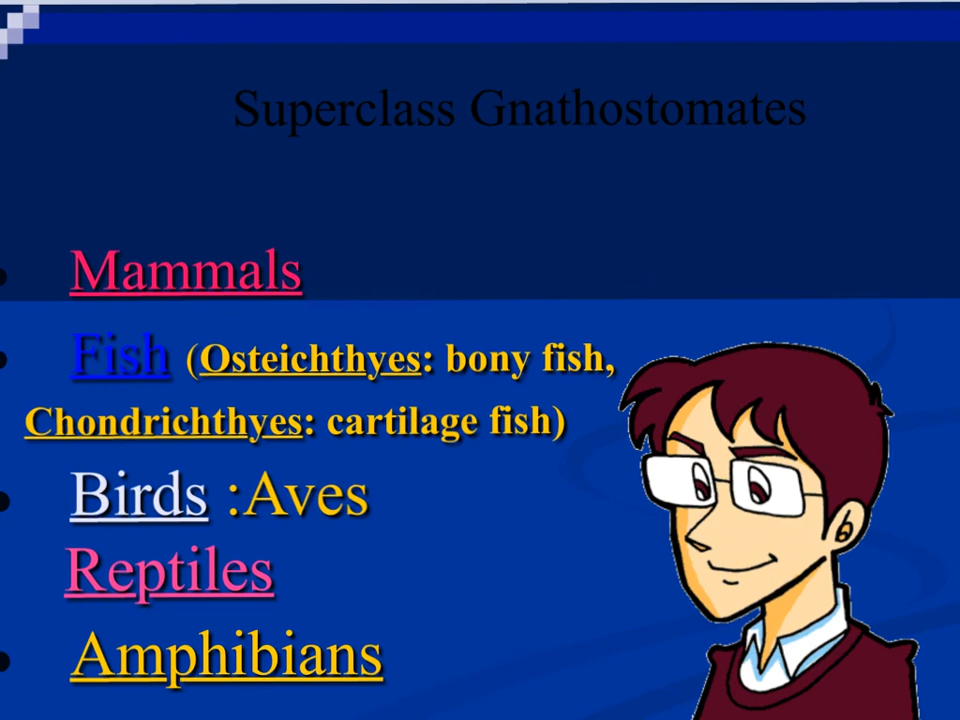 Superclass Gnathostomates
• Mammals
• Fish (Osteichthyes: bony fish,
Chondrichthyes: cartilage fish)
• Birds :Aves
Reptiles
• Amphibians